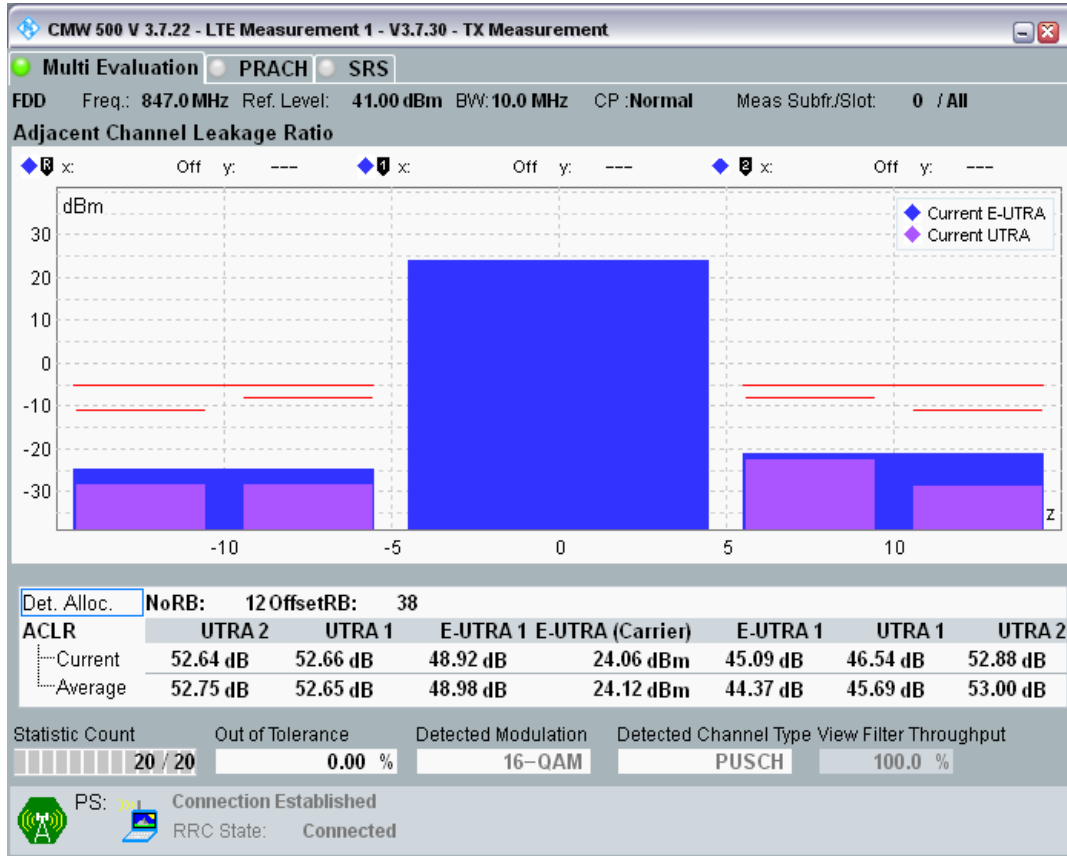 CMW 500 V 3.7.22 - LTE Measurement 1 - V3.7.30 - TX Measurement
Multi Evaluation PRACH SRS
FDD Freq.: 847.0 MHz Ref. Level: 41.00 dBm BW: 10.0 MHz CP :Normal Meas Subfr./Slot: 0 / All
Adjacent Channel Leakage Ratio
R x: Off y: --- 1 x: Off y: --- 2 x: Off y: ---
dBm
Current E-UTRA
Current UTRA
30
20
10
0
-10
-20
-30
z
-10 -5 0 5 10
Det. Alloc. NoRB: 12 OffsetRB: 38
ACLR UTRA 2 UTRA 1 E-UTRA 1 E-UTRA (Carrier) E-UTRA 1 UTRA 1 UTRA 2
Current 52.64 dB 52.66 dB 48.92 dB 24.06 dBm 45.09 dB 46.54 dB 52.88 dB
Average 52.75 dB 52.65 dB 48.98 dB 24.12 dBm 44.37 dB 45.69 dB 53.00 dB
Statistic Count Out of Tolerance Detected Modulation Detected Channel Type View Filter Throughput
20 / 20 0.00 % 16-QAM PUSCH 100.0 %
PS: Connection Established
RRC State: Connected